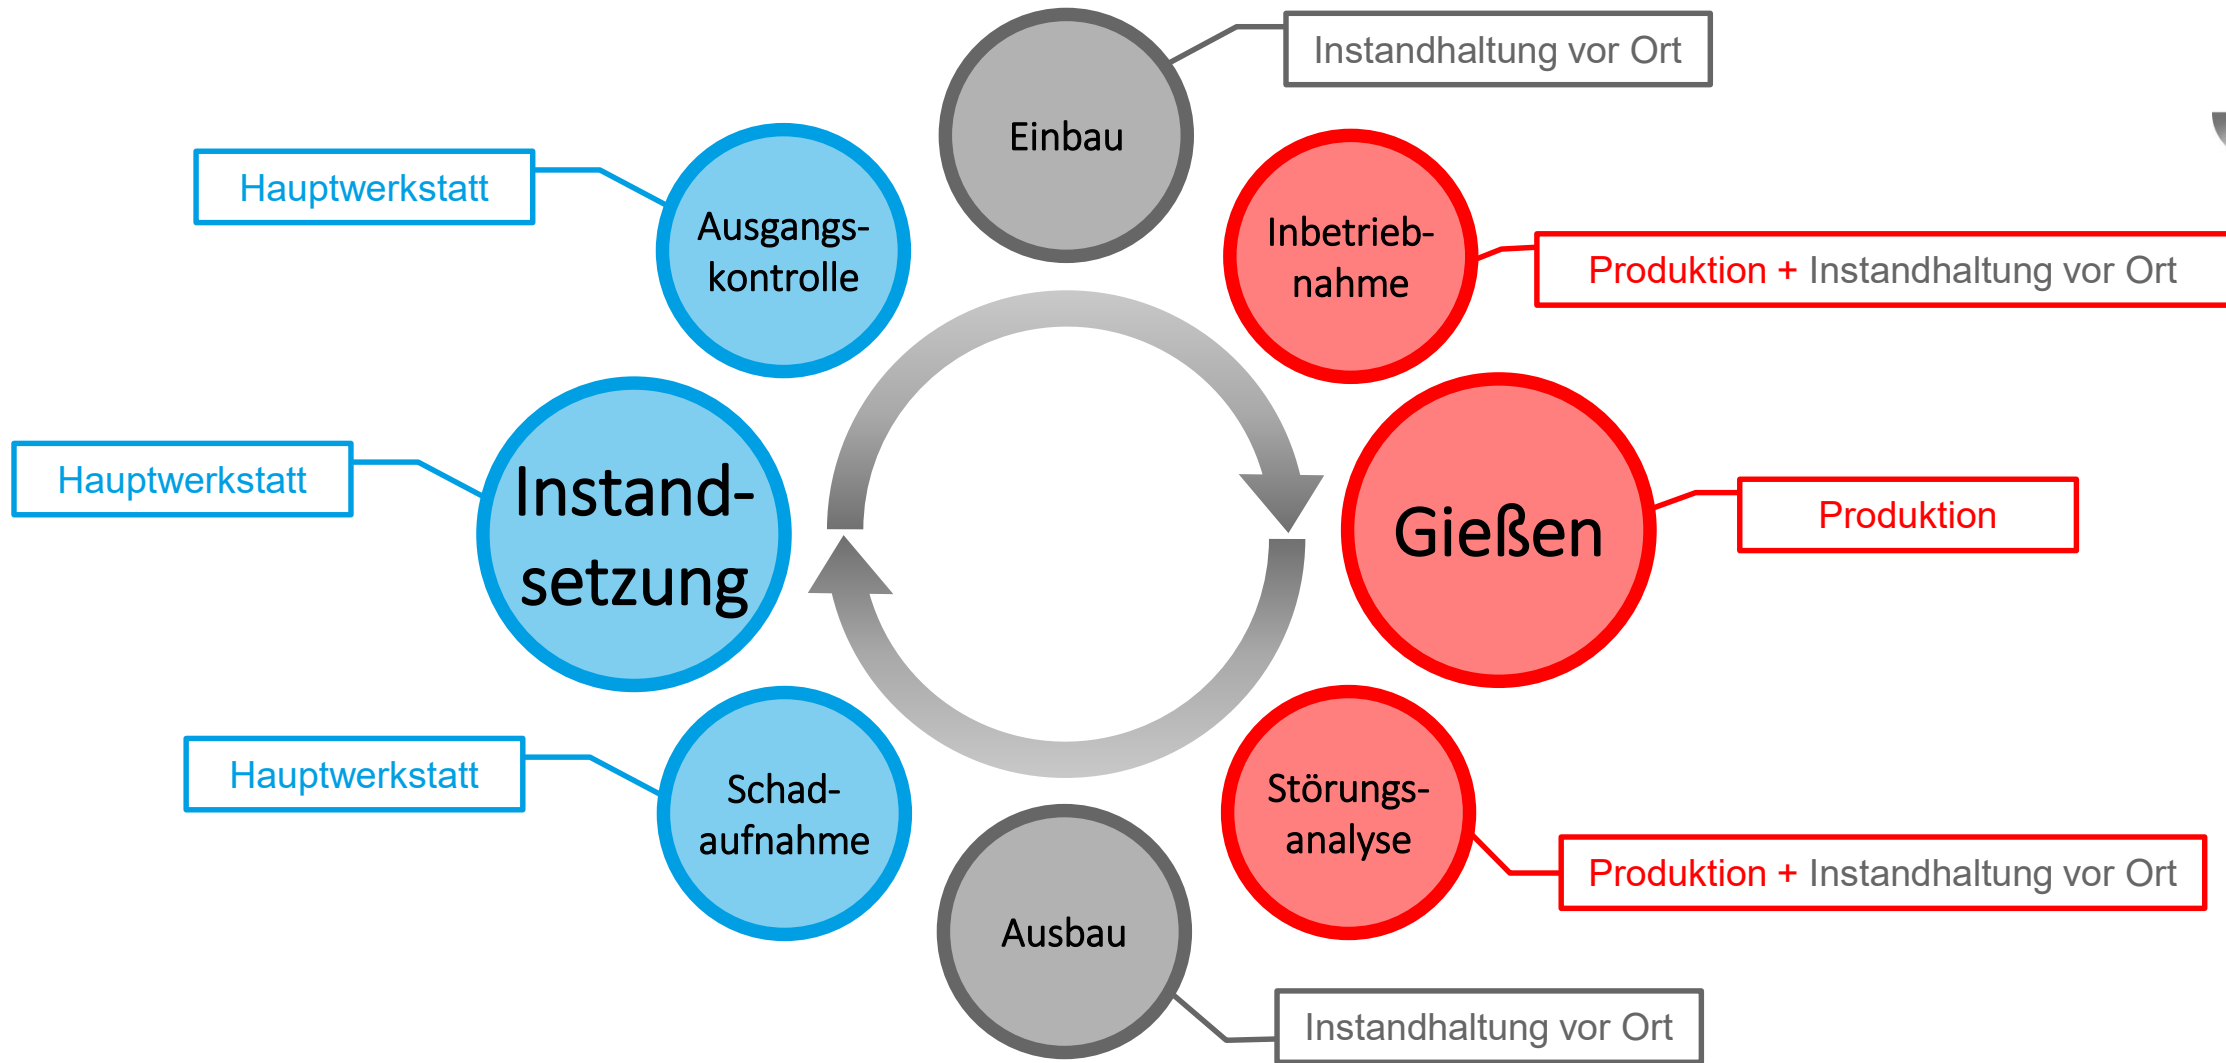 Instandhaltung vor Ort
Einbau
Hauptwerkstatt
Ausgangs-
kontrolle
Inbetrieb-
nahme
Produktion + Instandhaltung vor Ort
Hauptwerkstatt
Instand-
setzung
Gießen
Produktion
Hauptwerkstatt
Schad-
aufnahme
Störungs-
analyse
Produktion + Instandhaltung vor Ort
Ausbau
Instandhaltung vor Ort